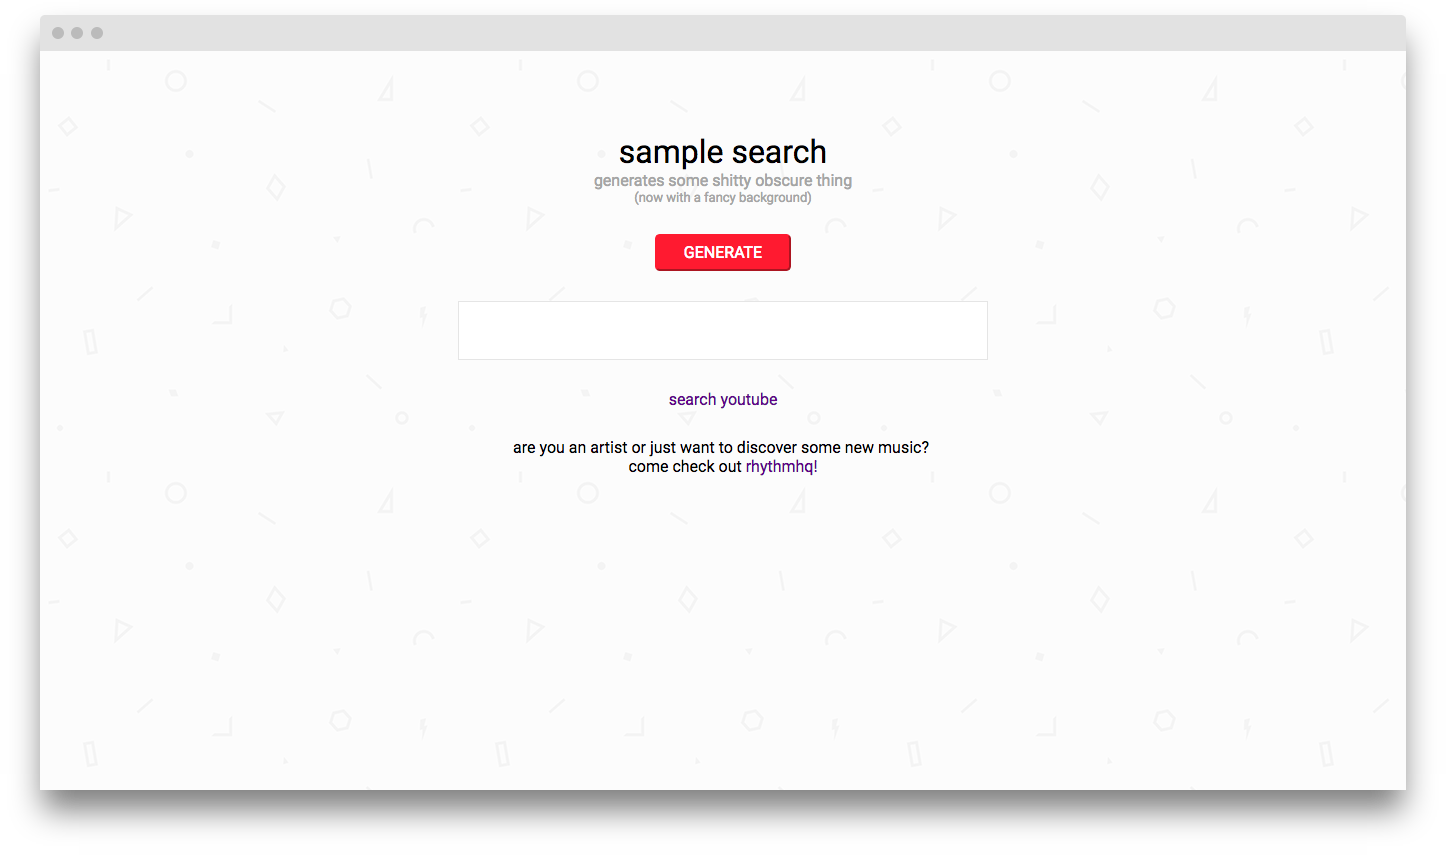 sample search
generates some shitty obscure thing
(now with a fancy background)
GENERATE
search youtube
are you an artist or just want to discover some new music?
come check out rhythmhq!